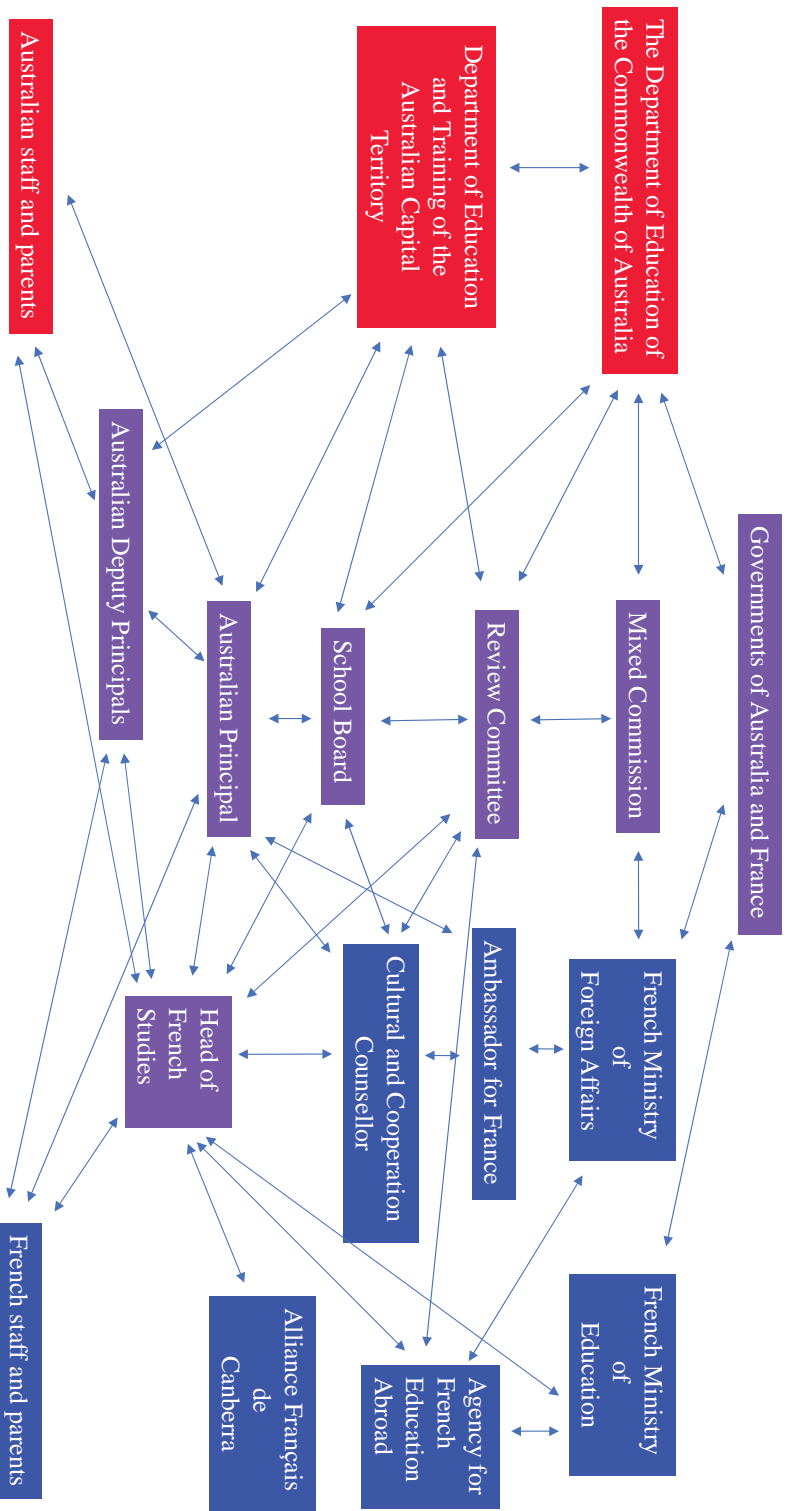 Governments of Australia and France
The Department of Education of
the Commonwealth of Australia
Mixed Commission
French Ministry
of
Foreign Affairs
French Ministry
of
Education
Department of Education
and Training of the
Australian Capital
Territory
Review Committee
Ambassador for France
Agency for
French
Education
Abroad
School Board
Cultural and Cooperation
Counsellor
Australian Principal
Alliance Français
de
Canberra
Australian Deputy Principals
Head of
French
Studies
Australian staff and parents
French staff and parents